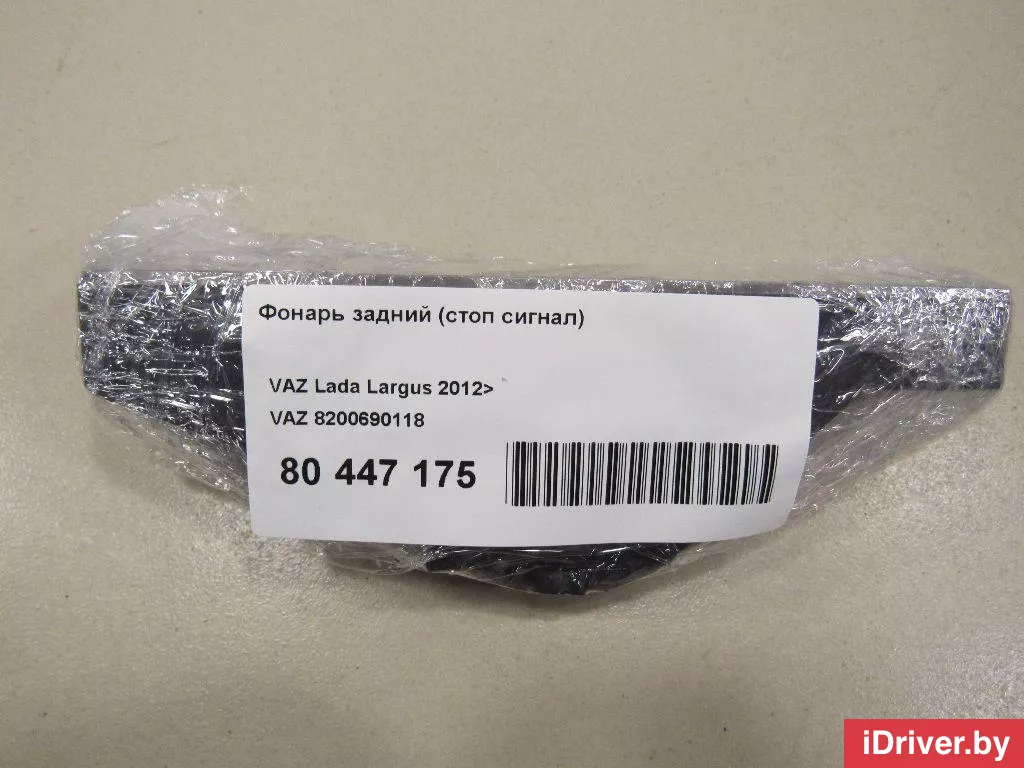 Фонарь задний (стоп сигнал)
VAZ Lada Largus 2012>
VAZ 8200690118
80 447 175
iDriver.by